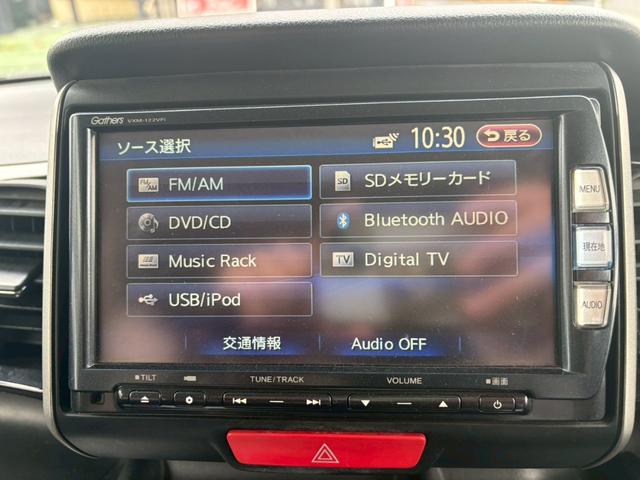 Gathers VXM-122VFi
ソース選択 10:30 戻る
FM/AM FM/AM
SD SDメモリーカード
DVD/CD
Bluetooth AUDIO
Music Rack
TV Digital TV
USB/iPod
交通情報 Audio OFF
MENU
現在地
AUDIO
TILT TUNE/TRACK VOLUME 画面